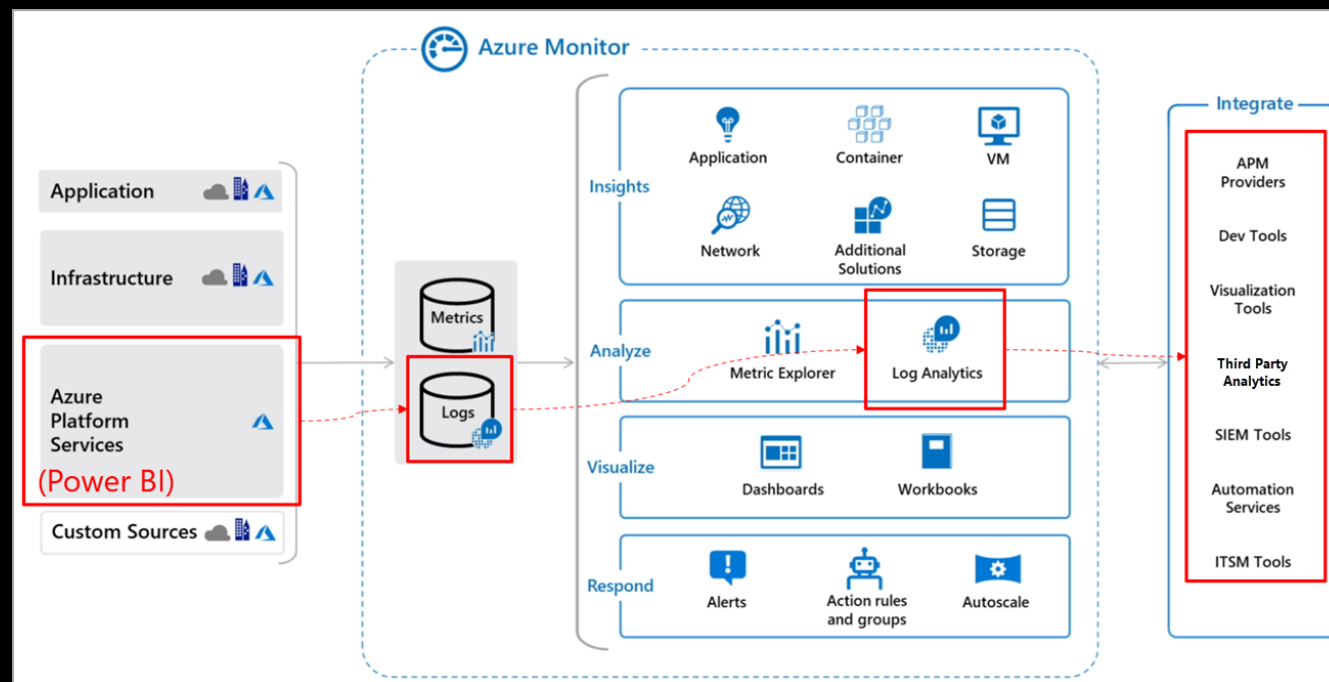 Azure Monitor
Application
Infrastructure
Azure
Platform
Services
(Power BI)
Custom Sources
Metrics
Logs
Insights
Application
Container
VM
Network
Additional
Solutions
Storage
Analyze
Metric Explorer
Log Analytics
Visualize
Dashboards
Workbooks
Respond
Alerts
Action rules
and groups
Autoscale
Integrate
APM
Providers
Dev Tools
Visualization
Tools
Third Party
Analytics
SIEM Tools
Automation
Services
ITSM Tools